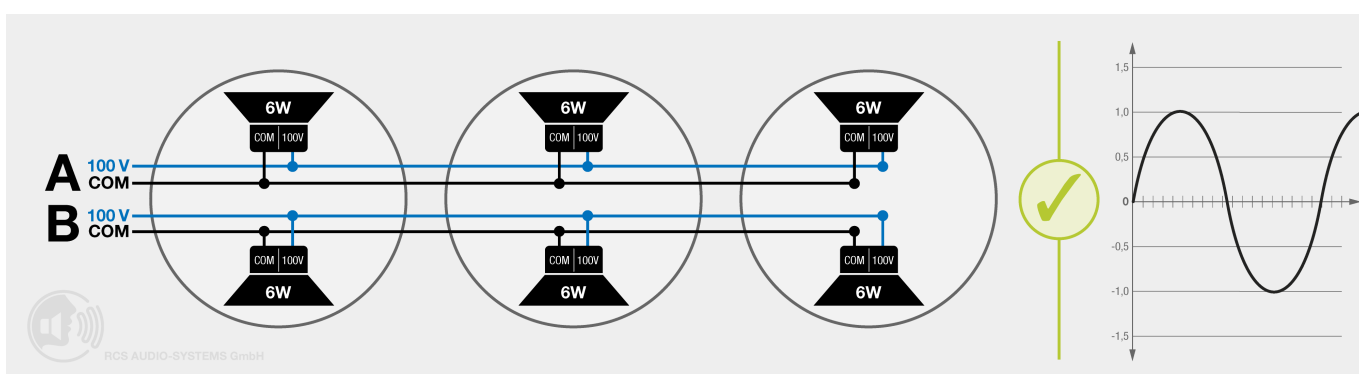 6W 6W 6W
COM 100V COM 100V COM 100V
A 100 V
COM
B 100 V
COM
COM 100V COM 100V COM 100V
6W 6W 6W
RCS AUDIO-SYSTEMS GmbH
1,5
1,0
0,5
0
-0,5
-1,0
-1,5